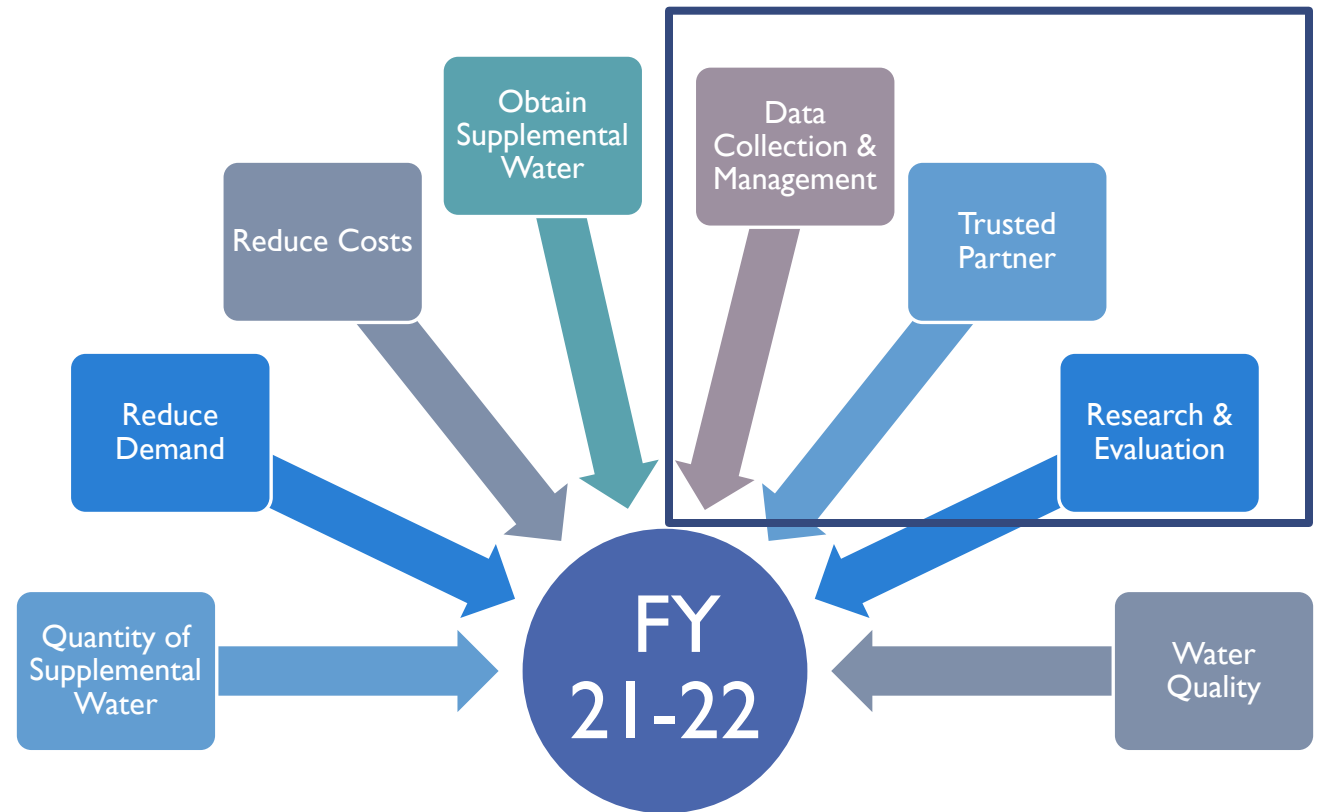 Obtain
Supplemental
Water
Data
Collection &
Management
Reduce Costs
Trusted
Partner
Reduce
Demand
Research &
Evaluation
Quantity of
Supplemental
Water
FY
21-22
Water
Quality